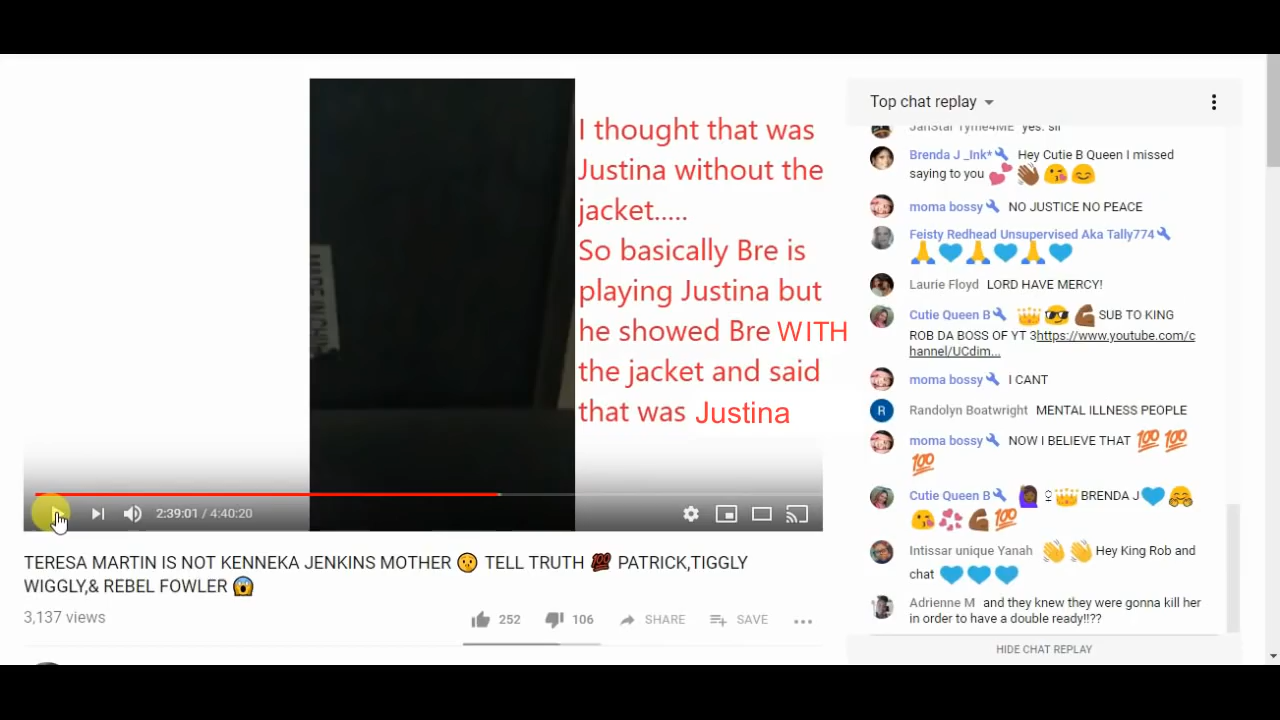 I thought that was
Justina without the
jacket.....
So basically Bre is
playing Justina but
he showed Bre WITH
the jacket and said
that was Justina
MADE IN CHINA
2:39:01 / 4:40:20
TERESA MARTIN IS NOT KENNEKA JENKINS MOTHER 🤫 TELL TRUTH 💯 PATRICK,TIGGLY
WIGGLY,& REBEL FOWLER 😱
3,137 views
252
106
SHARE
SAVE
Top chat replay
Brenda J _Ink* Hey Cutie B Queen I missed
saying to you 💕👋🏾😘😊
moma bossy NO JUSTICE NO PEACE
Feisty Redhead Unsupervised Aka Tally774
🙏💙🙏💙🙏💙
Laurie Floyd LORD HAVE MERCY!
Cutie Queen B 👑😎💪🏾 SUB TO KING
ROB DA BOSS OF YT 3https://www.youtube.com/c
hannel/UCdim...
moma bossy I CANT
R
Randolyn Boatwright MENTAL ILLNESS PEOPLE
moma bossy NOW I BELIEVE THAT 💯💯
💯
Cutie Queen B 🙋🏾♀👑BRENDA J💙🤗
😘💞💪🏾💯
Intissar unique Yanah 👋👋 Hey King Rob and
chat 💙💙💙
Adrienne M and they knew they were gonna kill her
in order to have a double ready!!??
HIDE CHAT REPLAY